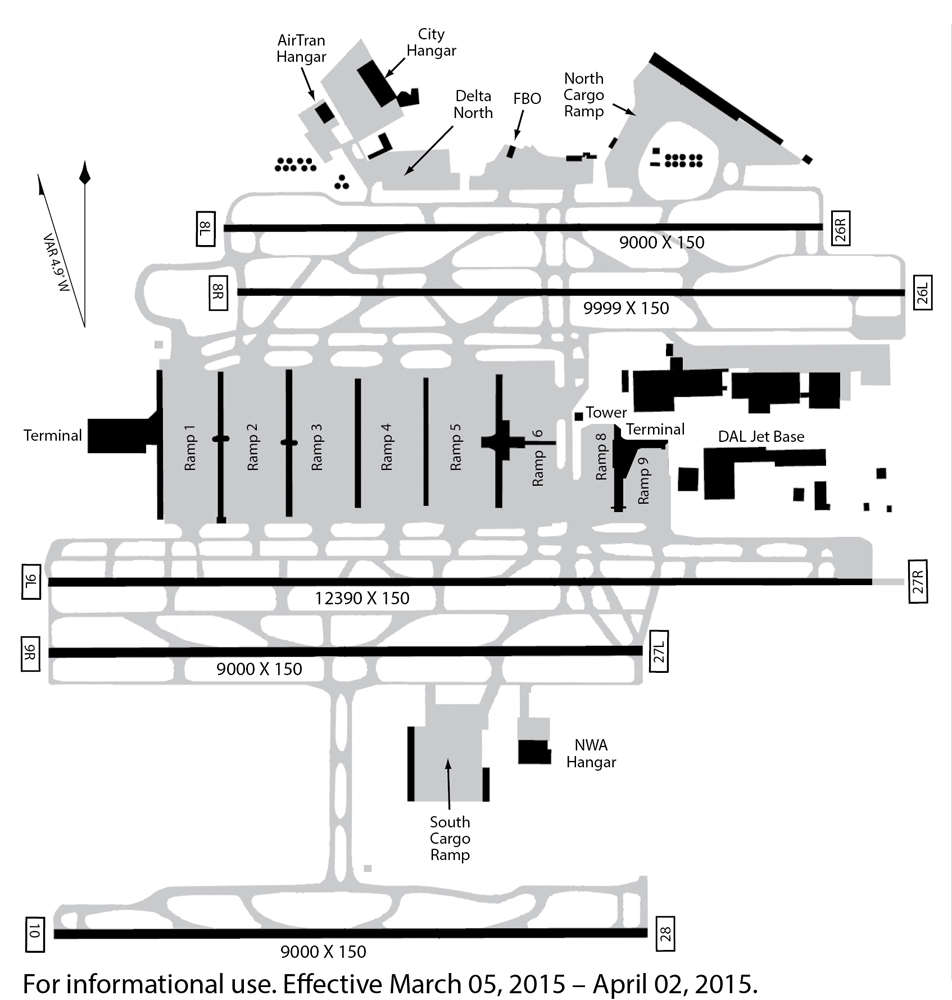 AirTran
Hangar
City
Hangar
Delta
North
FBO
North
Cargo
Ramp
VAR 4.9° W
8L
26R
9000 X 150
8R
26L
9999 X 150
Terminal
Ramp 1
Ramp 2
Ramp 3
Ramp 4
Ramp 5
Ramp 6
Tower
Ramp 8
Terminal
Ramp 9
DAL Jet Base
9L
27R
12390 X 150
9R
27L
9000 X 150
NWA
Hangar
South
Cargo
Ramp
10
28
9000 X 150
For informational use. Effective March 05, 2015 – April 02, 2015.